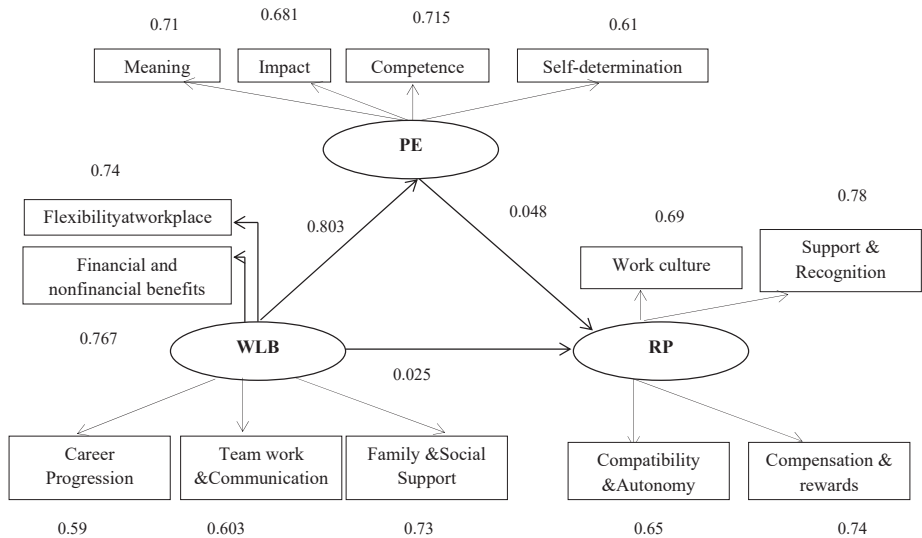 0.71
0.681
0.715
0.61
Meaning
Impact
Competence
Self-determination
PE
0.74
Flexibilityatworkplace
0.803
0.048
0.69
0.78
Financial and
nonfinancial benefits
Work culture
Support &
Recognition
0.767
WLB
RP
0.025
Career
Progression
Team work
&Communication
Family &Social
Support
Compatibility
&Autonomy
Compensation &
rewards
0.59
0.603
0.73
0.65
0.74